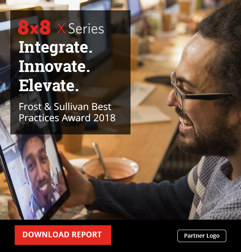 8x8 X Series
Integrate.
Innovate.
Elevate.
Frost & Sullivan Best
Practices Award 2018
DOWNLOAD REPORT
Partner Logo